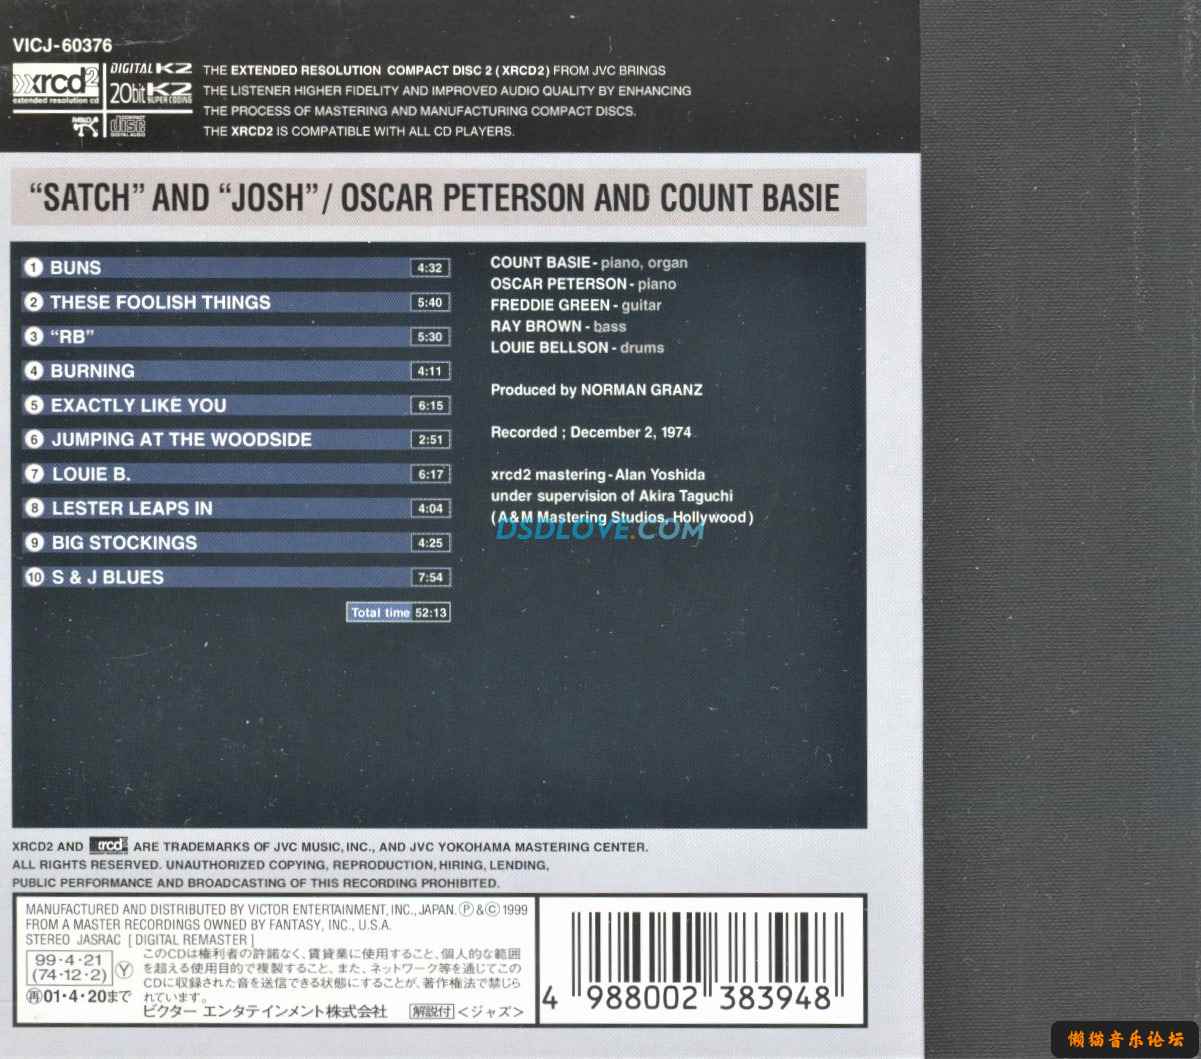 VICJ-60376
xrcd2
extended resolution cd
DIGITAL K2
20bit K2
SUPER CODING
PABLO
COMPACT
disc
DIGITAL AUDIO
THE EXTENDED RESOLUTION COMPACT DISC 2 ( XRCD2 ) FROM JVC BRINGS
THE LISTENER HIGHER FIDELITY AND IMPROVED AUDIO QUALITY BY ENHANCING
THE PROCESS OF MASTERING AND MANUFACTURING COMPACT DISCS.
THE XRCD2 IS COMPATIBLE WITH ALL CD PLAYERS.
“SATCH” AND “JOSH” / OSCAR PETERSON AND COUNT BASIE
1 BUNS 4:32
2 THESE FOOLISH THINGS 5:40
3 “RB” 5:30
4 BURNING 4:11
5 EXACTLY LIKE YOU 6:15
6 JUMPING AT THE WOODSIDE 2:51
7 LOUIE B. 6:17
8 LESTER LEAPS IN 4:04
9 BIG STOCKINGS 4:25
10 S & J BLUES 7:54
Total time 52:13
COUNT BASIE - piano, organ
OSCAR PETERSON - piano
FREDDIE GREEN - guitar
RAY BROWN - bass
LOUIE BELLSON - drums
Produced by NORMAN GRANZ
Recorded ; December 2, 1974
xrcd2 mastering - Alan Yoshida
under supervision of Akira Taguchi
( A&M Mastering Studios, Hollywood )
DSDLOVE.COM
XRCD2 AND xrcd ARE TRADEMARKS OF JVC MUSIC, INC., AND JVC YOKOHAMA MASTERING CENTER.
ALL RIGHTS RESERVED. UNAUTHORIZED COPYING, REPRODUCTION, HIRING, LENDING,
PUBLIC PERFORMANCE AND BROADCASTING OF THIS RECORDING PROHIBITED.
MANUFACTURED AND DISTRIBUTED BY VICTOR ENTERTAINMENT, INC., JAPAN. Ⓟ & © 1999
FROM A MASTER RECORDINGS OWNED BY FANTASY, INC., U.S.A.
STEREO JASRAC [ DIGITAL REMASTER ]
99・4・21
(74・12・2) Ⓨ
再01・4・20まで
このCDは権利者の許諾なく、賃貸業に使用すること、個人的な範囲
を超える使用目的で複製すること、また、ネットワーク等を通じてこの
CDに収録された音を送信できる状態にすることが、著作権法で禁じら
れています。
ビクター エンタテインメント株式会社 解説付 <ジャズ>
4 988002 383948
懒猫音乐论坛